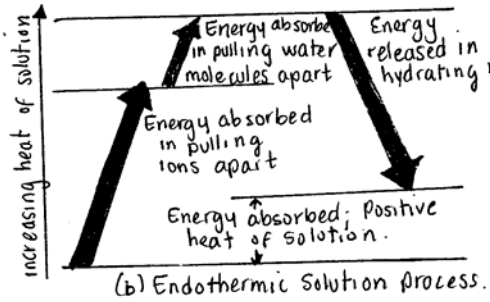 increasing heat of solution
Energy absorbe
in pulling water
molecules apart
Energy
released in
hydrating
Energy absorbed
in pulling
ions apart
Energy absorbed; Positive
heat of solution.
(b) Endothermic Solution Process.